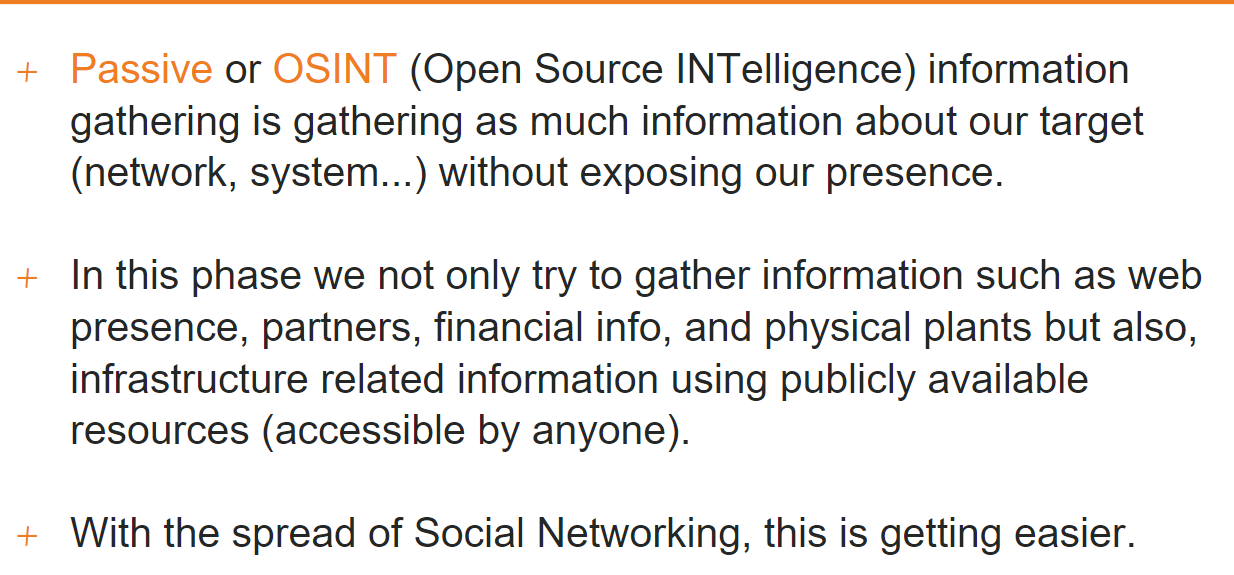 + Passive or OSINT (Open Source INTelligence) information
gathering is gathering as much information about our target
(network, system...) without exposing our presence.
+ In this phase we not only try to gather information such as web
presence, partners, financial info, and physical plants but also,
infrastructure related information using publicly available
resources (accessible by anyone).
+ With the spread of Social Networking, this is getting easier.